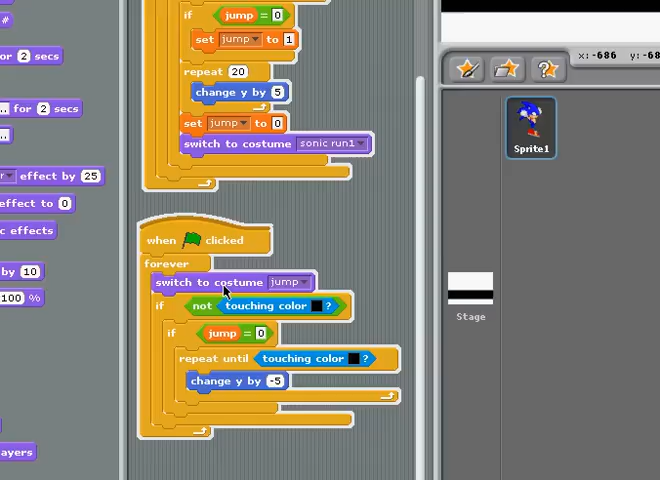 #
if jump = 0
x: -686 y: -68
set jump to 1
or 2 secs
repeat 20
change y by 5
.. for 2 secs
set jump to 0
..
switch to costume sonic run1
Sprite1
effect by 25
effect to 0
ic effects
when clicked
forever
by 10
switch to costume jump
100 %
if not touching color ?
Stage
if jump = 0
repeat until touching color ?
change y by -5
ayers